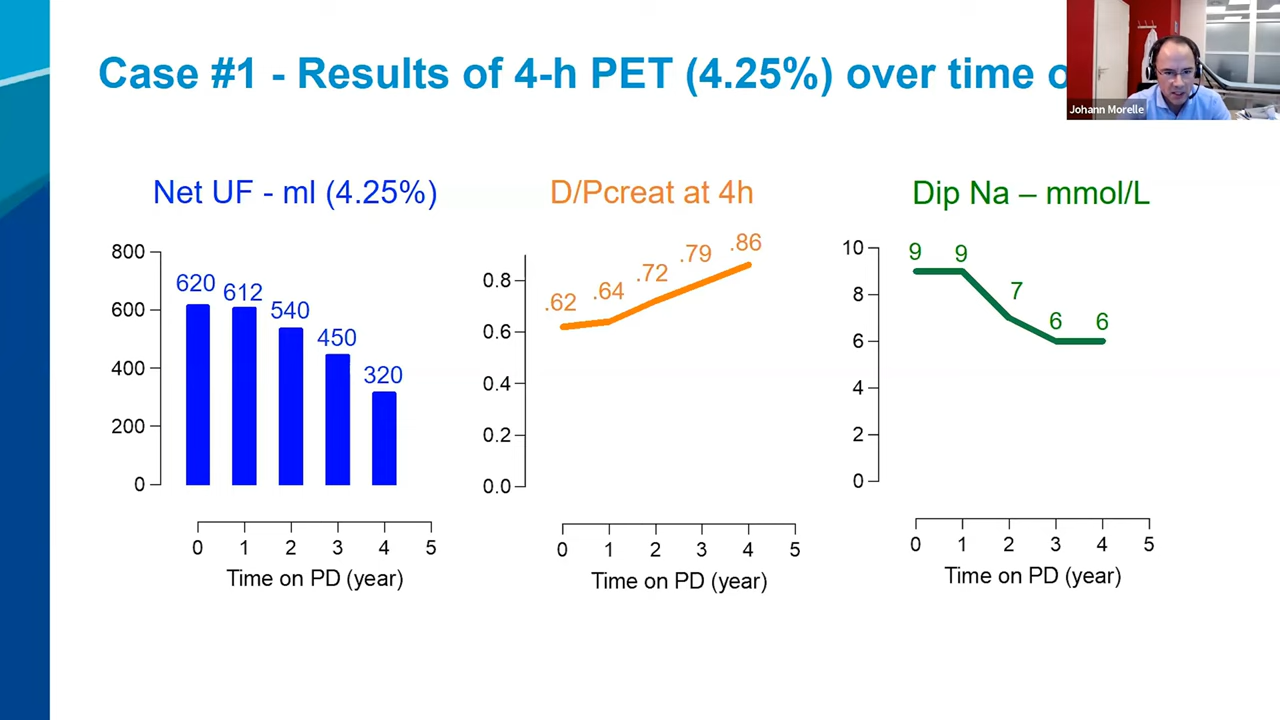 Case #1 - Results of 4-h PET (4.25%) over time
Johann Morelle
Net UF - ml (4.25%)
800
600
400
200
0
620
612
540
450
320
0 1 2 3 4 5
Time on PD (year)
D/Pcreat at 4h
0.8
0.6
0.4
0.2
0.0
.62
.64
.72
.79
.86
0 1 2 3 4 5
Time on PD (year)
Dip Na – mmol/L
10
8
6
4
2
0
9
9
7
6
6
0 1 2 3 4 5
Time on PD (year)